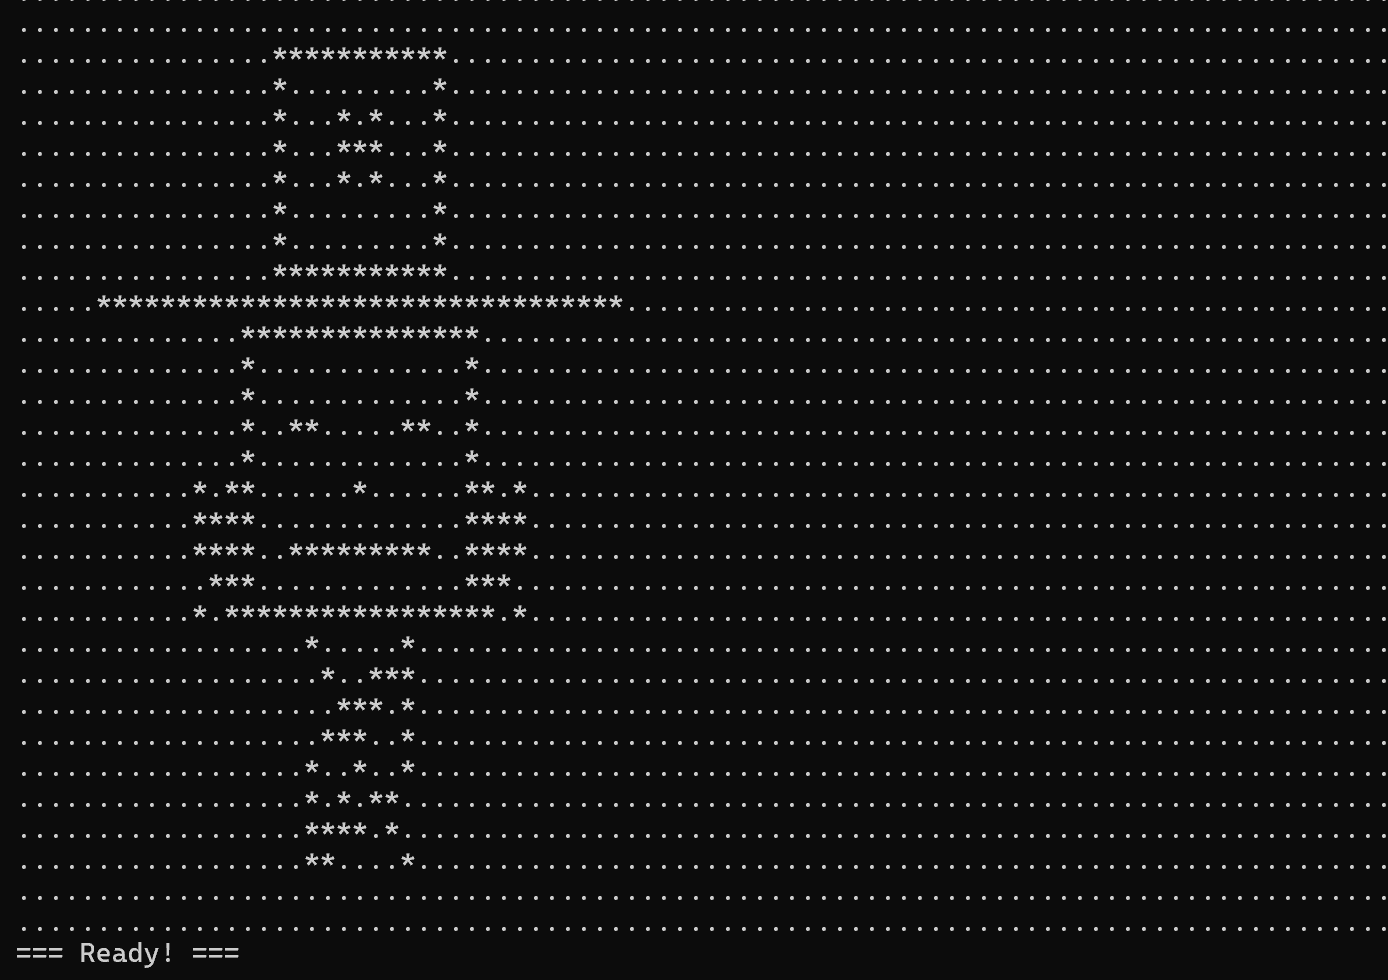 === Ready! ===